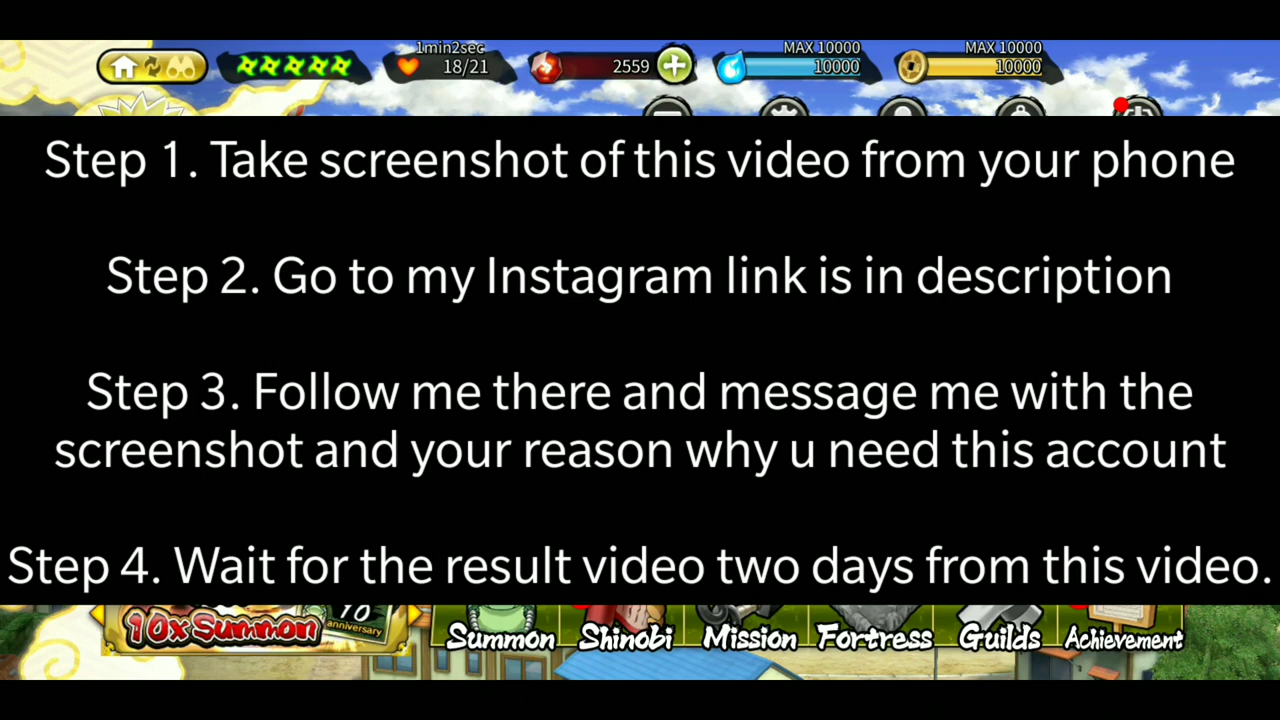 1min2sec
18/21
2559
MAX 10000
10000
MAX 10000
10000
Step 1. Take screenshot of this video from your phone
Step 2. Go to my Instagram link is in description
Step 3. Follow me there and message me with the
screenshot and your reason why u need this account
Step 4. Wait for the result video two days from this video.
10
anniversary
10xSummon
Summon
Shinobi
Mission
Fortress
Guilds
Achievement